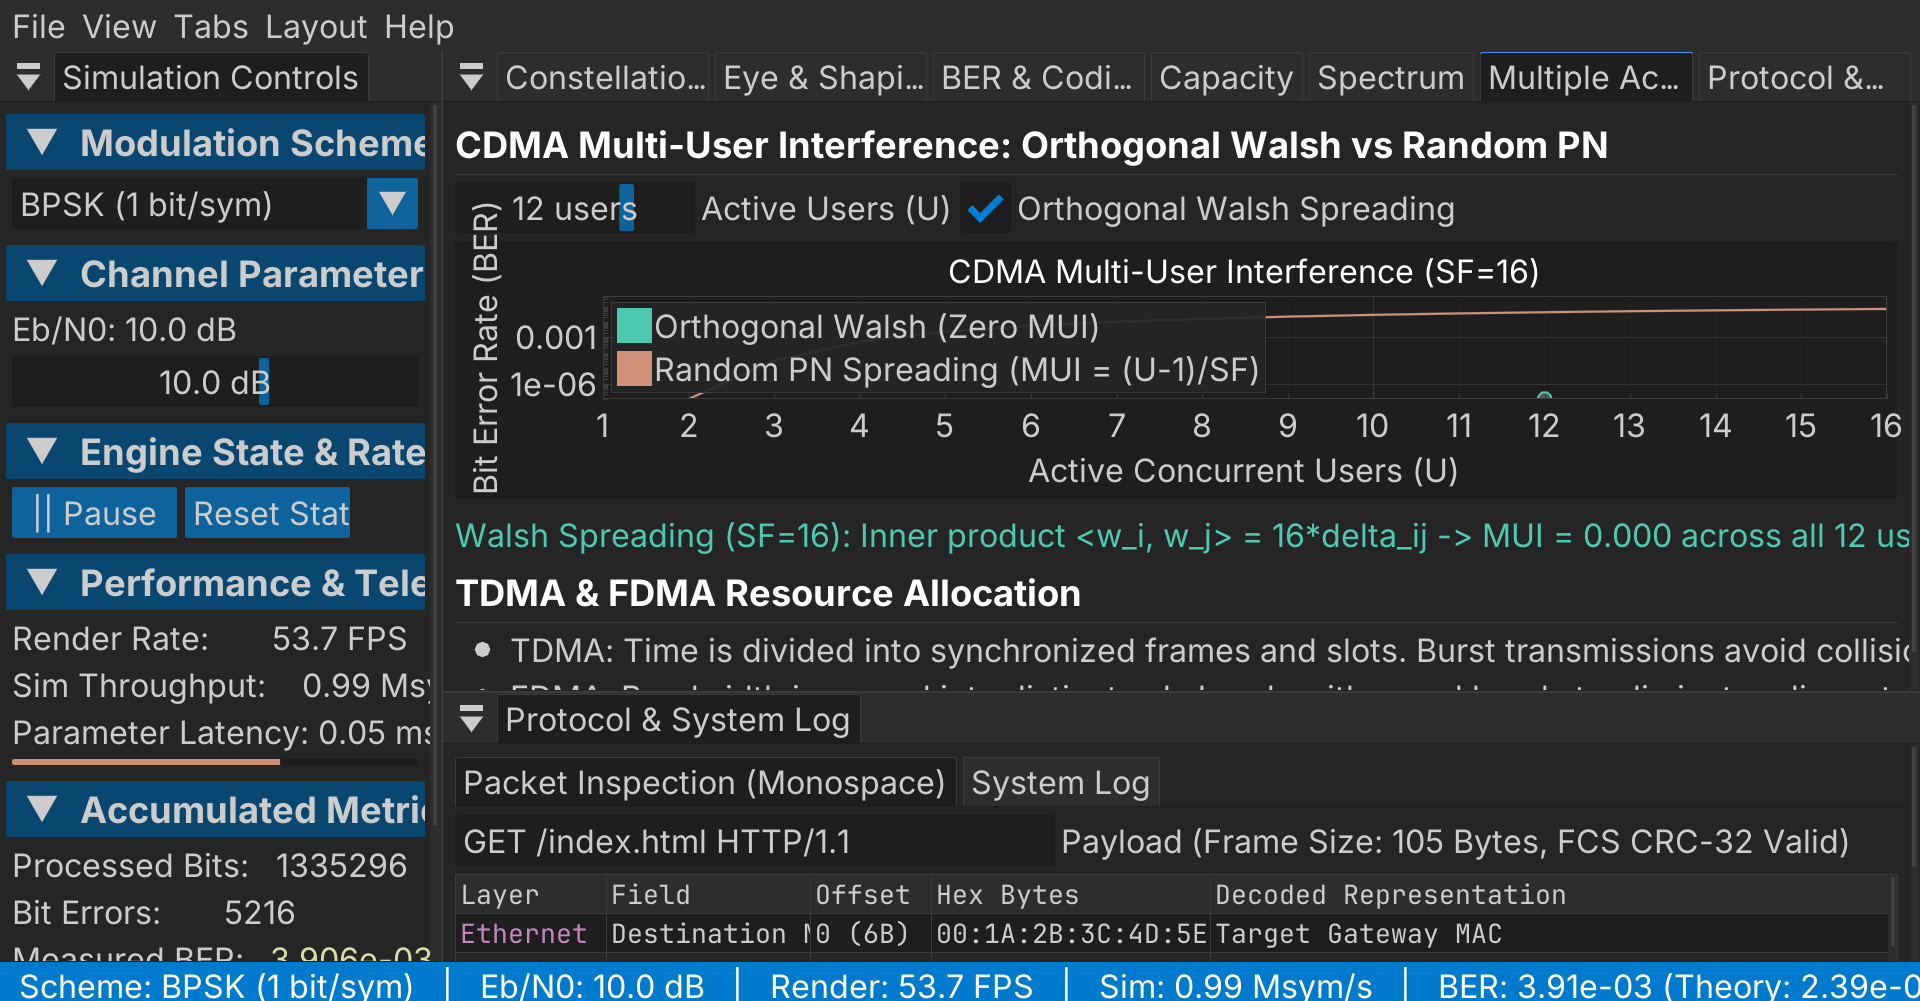 File View Tabs Layout Help
Simulation Controls
Constellatio... Eye & Shapi... BER & Codi... Capacity Spectrum Multiple Ac... Protocol &...
Modulation Scheme
BPSK (1 bit/sym)
Channel Parameter
Eb/N0: 10.0 dB
10.0 dB
Engine State & Rate
|| Pause
Reset Stat
Performance & Tele
Render Rate: 53.7 FPS
Sim Throughput: 0.99 Msy
Parameter Latency: 0.05 ms
Accumulated Metric
Processed Bits: 1335296
Bit Errors: 5216
Measured BER: 3.906e-03
CDMA Multi-User Interference: Orthogonal Walsh vs Random PN
12 users Active Users (U) Orthogonal Walsh Spreading
CDMA Multi-User Interference (SF=16)
Bit Error Rate (BER)
0.001
1e-06
Orthogonal Walsh (Zero MUI)
Random PN Spreading (MUI = (U-1)/SF)
1 2 3 4 5 6 7 8 9 10 11 12 13 14 15 16
Active Concurrent Users (U)
Walsh Spreading (SF=16): Inner product <w_i, w_j> = 16*delta_ij -> MUI = 0.000 across all 12 us
TDMA & FDMA Resource Allocation
TDMA: Time is divided into synchronized frames and slots. Burst transmissions avoid collisio
Protocol & System Log
Packet Inspection (Monospace) System Log
GET /index.html HTTP/1.1 Payload (Frame Size: 105 Bytes, FCS CRC-32 Valid)
Layer Field Offset Hex Bytes Decoded Representation
Ethernet Destination M 0 (6B) 00:1A:2B:3C:4D:5E Target Gateway MAC
Scheme: BPSK (1 bit/sym) | Eb/N0: 10.0 dB | Render: 53.7 FPS | Sim: 0.99 Msym/s | BER: 3.91e-03 (Theory: 2.39e-0